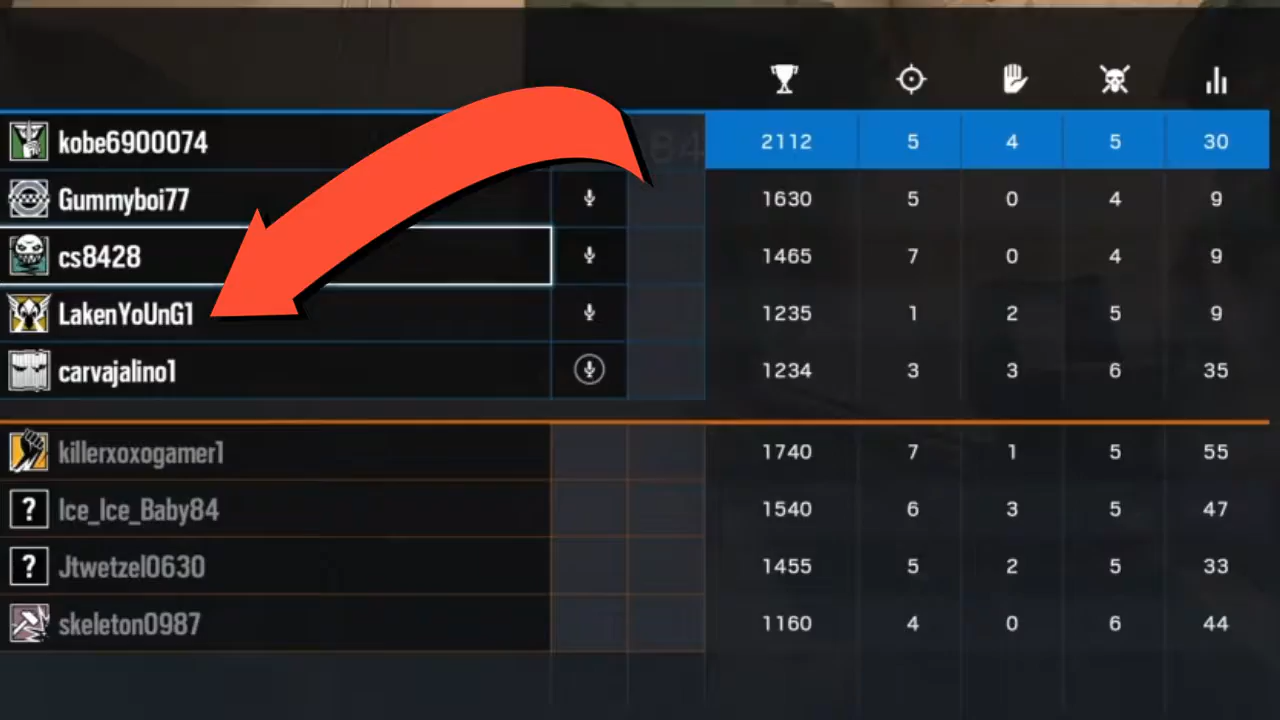 kobe6900074 84 2112 5 4 5 30
Gummyboi77 1630 5 0 4 9
cs8428 1465 7 0 4 9
LakenYoUnG1 1235 1 2 5 9
carvajalino1 1234 3 3 6 35
killerxoxogamer1 1740 7 1 5 55
? Ice_Ice_Baby84 1540 6 3 5 47
? Jtwetzel0630 1455 5 2 5 33
skeleton0987 1160 4 0 6 44